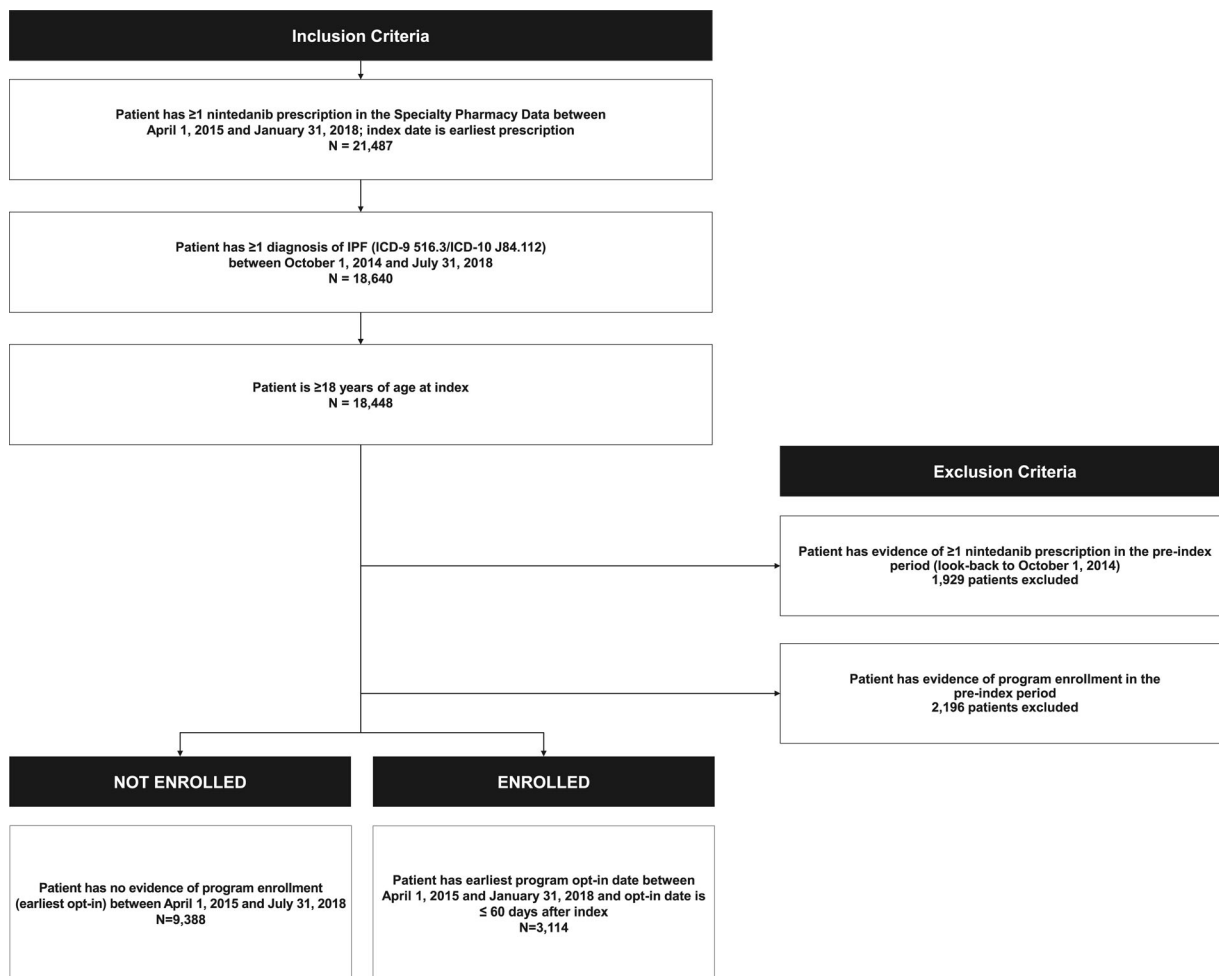 Inclusion Criteria
Patient has ≥1 nintedanib prescription in the Specialty Pharmacy Data between
April 1, 2015 and January 31, 2018; index date is earliest prescription
N = 21,487
Patient has ≥1 diagnosis of IPF (ICD-9 516.3/ICD-10 J84.112)
between October 1, 2014 and July 31, 2018
N = 18,640
Patient is ≥18 years of age at index
N = 18,448
Exclusion Criteria
Patient has evidence of ≥1 nintedanib prescription in the pre-index
period (look-back to October 1, 2014)
1,929 patients excluded
Patient has evidence of program enrollment in the
pre-index period
2,196 patients excluded
NOT ENROLLED
Patient has no evidence of program enrollment
(earliest opt-in) between April 1, 2015 and July 31, 2018
N=9,388
ENROLLED
Patient has earliest program opt-in date between
April 1, 2015 and January 31, 2018 and opt-in date is
≤ 60 days after index
N=3,114